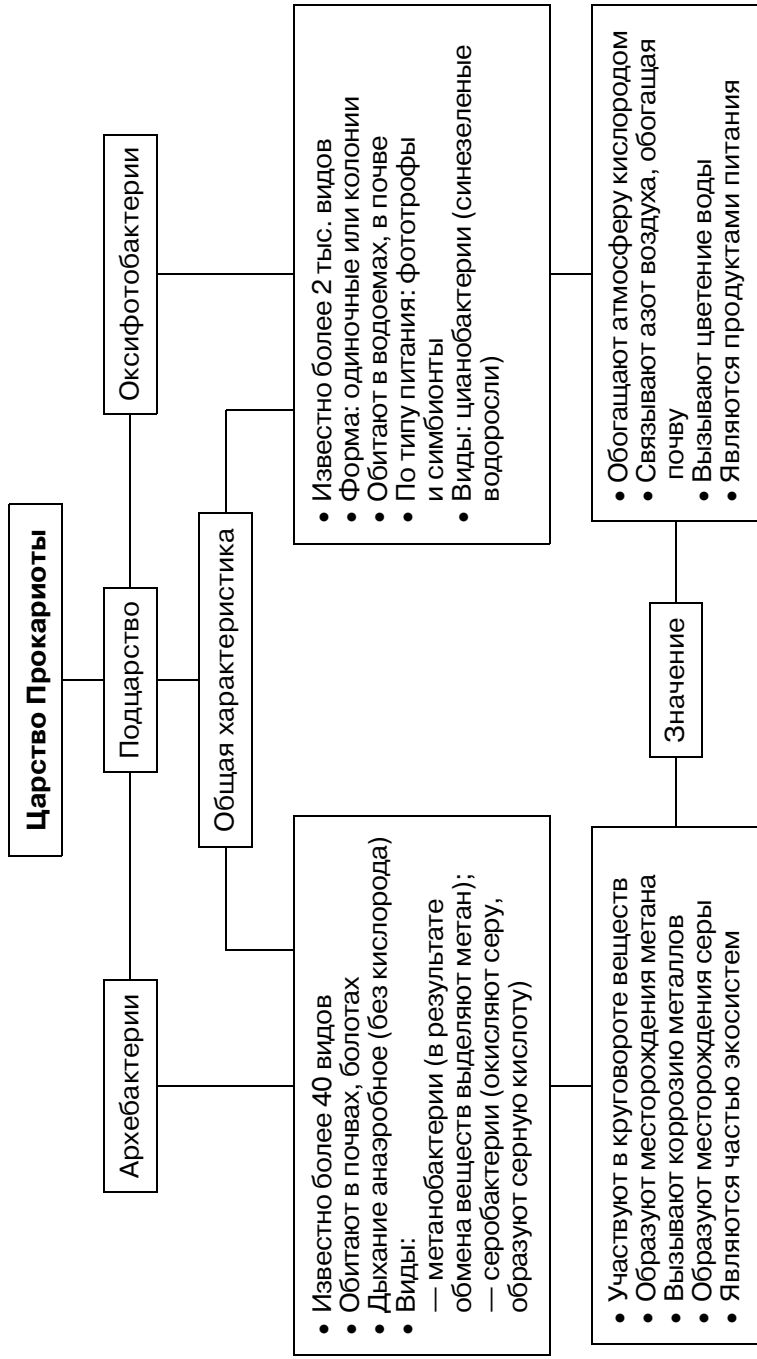 Царство Прокариоты
Архебактерии
Подцарство
Оксифотобактерии
Общая характеристика
• Известно более 40 видов
• Обитают в почвах, болотах
• Дыхание анаэробное (без кислорода)
• Виды:
— метанобактерии (в результате
обмена веществ выделяют метан);
— серобактерии (окисляют серу,
образуют серную кислоту)
• Известно более 2 тыс. видов
• Форма: одиночные или колонии
• Обитают в водоемах, в почве
• По типу питания: фототрофы
и симбионты
• Виды: цианобактерии (синезеленые
водоросли)
• Участвуют в круговороте веществ
• Образуют месторождения метана
• Вызывают коррозию металлов
• Образуют месторождения серы
• Являются частью экосистем
Значение
• Обогащают атмосферу кислородом
• Связывают азот воздуха, обогащая
почву
• Вызывают цветение воды
• Являются продуктами питания